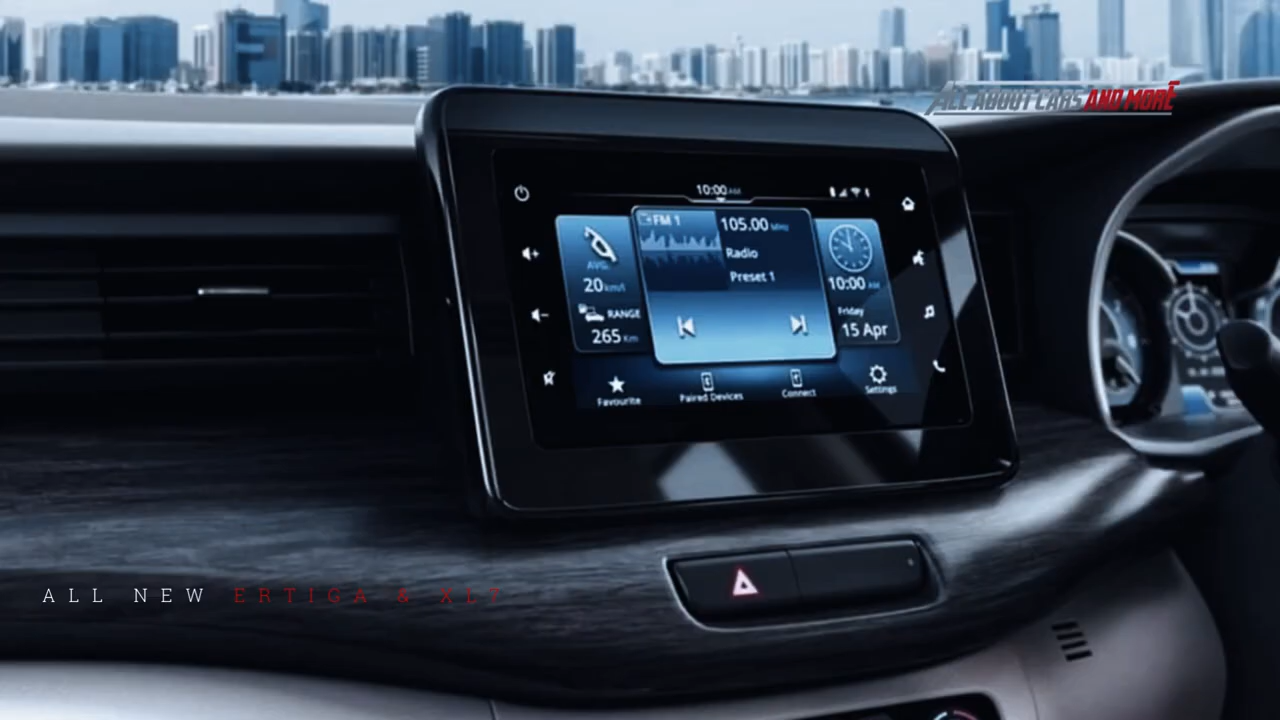 ALL ABOUT CARS AND MORE
10:00 AM
FM 1
105.00 MHz
Radio
Preset 1
AVG.
20 km/l
RANGE
265 Km
10:00 AM
Friday
15 Apr
Favourite
Paired Devices
Connect
Settings
ALL NEW ERTIGA & XL7